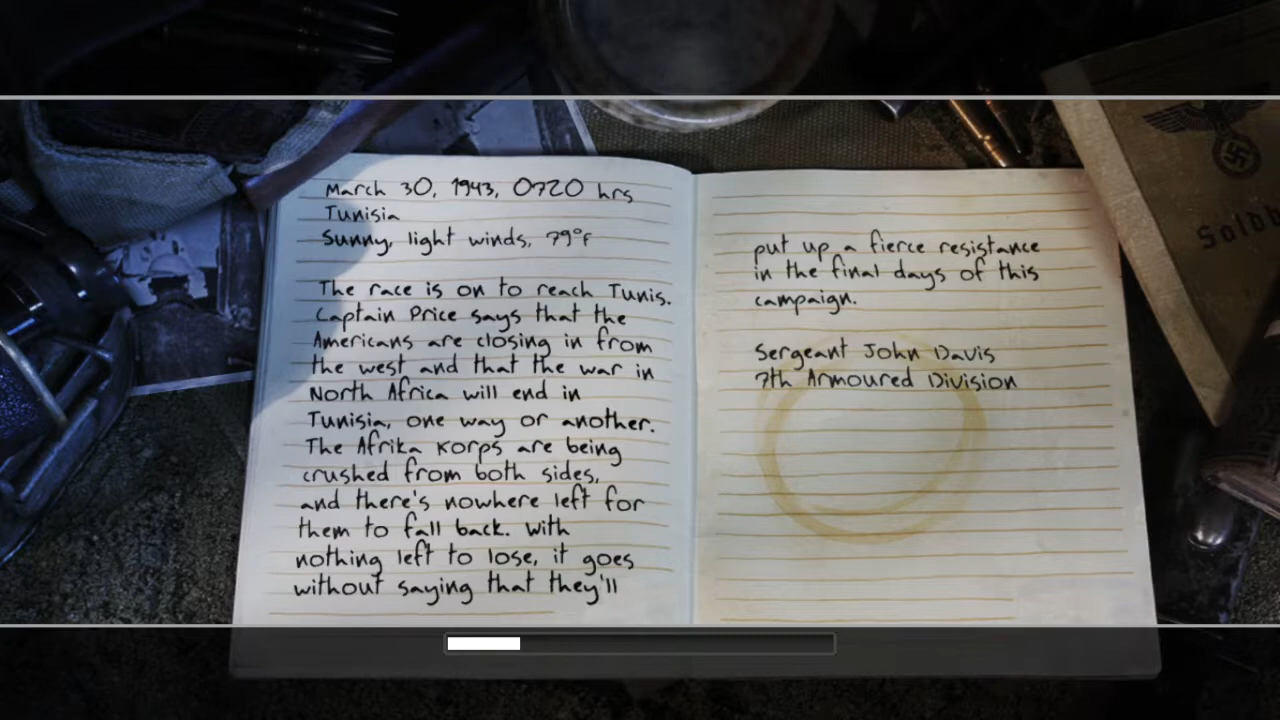 March 30, 1943, 0720 hrs
Tunisia
Sunny, light winds, 79°F
The race is on to reach Tunis.
Captain Price says that the
Americans are closing in from
the west and that the war in
North Africa will end in
Tunisia, one way or another.
The Afrika Korps are being
crushed from both sides,
and there's nowhere left for
them to fall back. With
nothing left to lose, it goes
without saying that they'll
put up a fierce resistance
in the final days of this
campaign.
Sergeant John Davis
7th Armoured Division